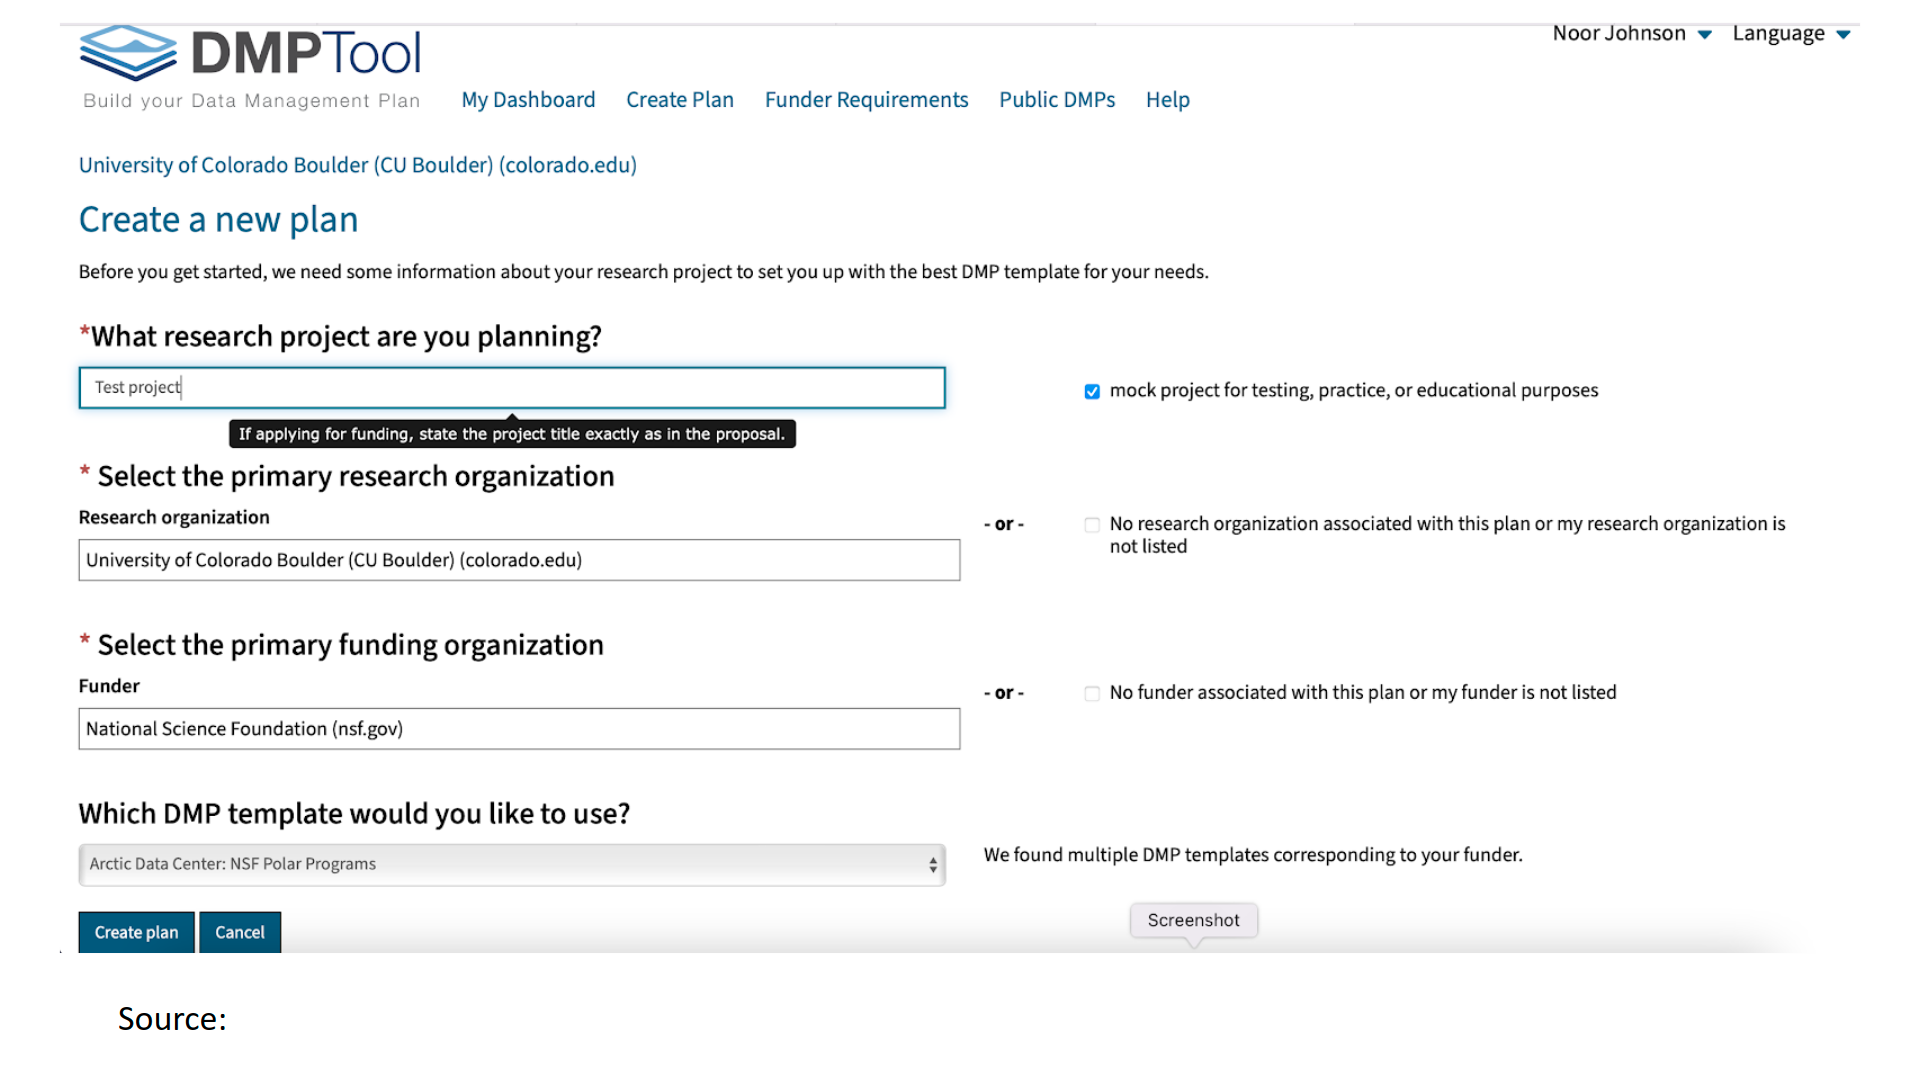 DMPTool
Build your Data Management Plan
Noor Johnson Language
My Dashboard Create Plan Funder Requirements Public DMPs Help
University of Colorado Boulder (CU Boulder) (colorado.edu)
Create a new plan
Before you get started, we need some information about your research project to set you up with the best DMP template for your needs.
*What research project are you planning?
Test project
mock project for testing, practice, or educational purposes
If applying for funding, state the project title exactly as in the proposal.
* Select the primary research organization
Research organization
University of Colorado Boulder (CU Boulder) (colorado.edu)
- or -
No research organization associated with this plan or my research organization is
not listed
* Select the primary funding organization
Funder
National Science Foundation (nsf.gov)
- or -
No funder associated with this plan or my funder is not listed
Which DMP template would you like to use?
Arctic Data Center: NSF Polar Programs
We found multiple DMP templates corresponding to your funder.
Create plan Cancel
Screenshot
Source: